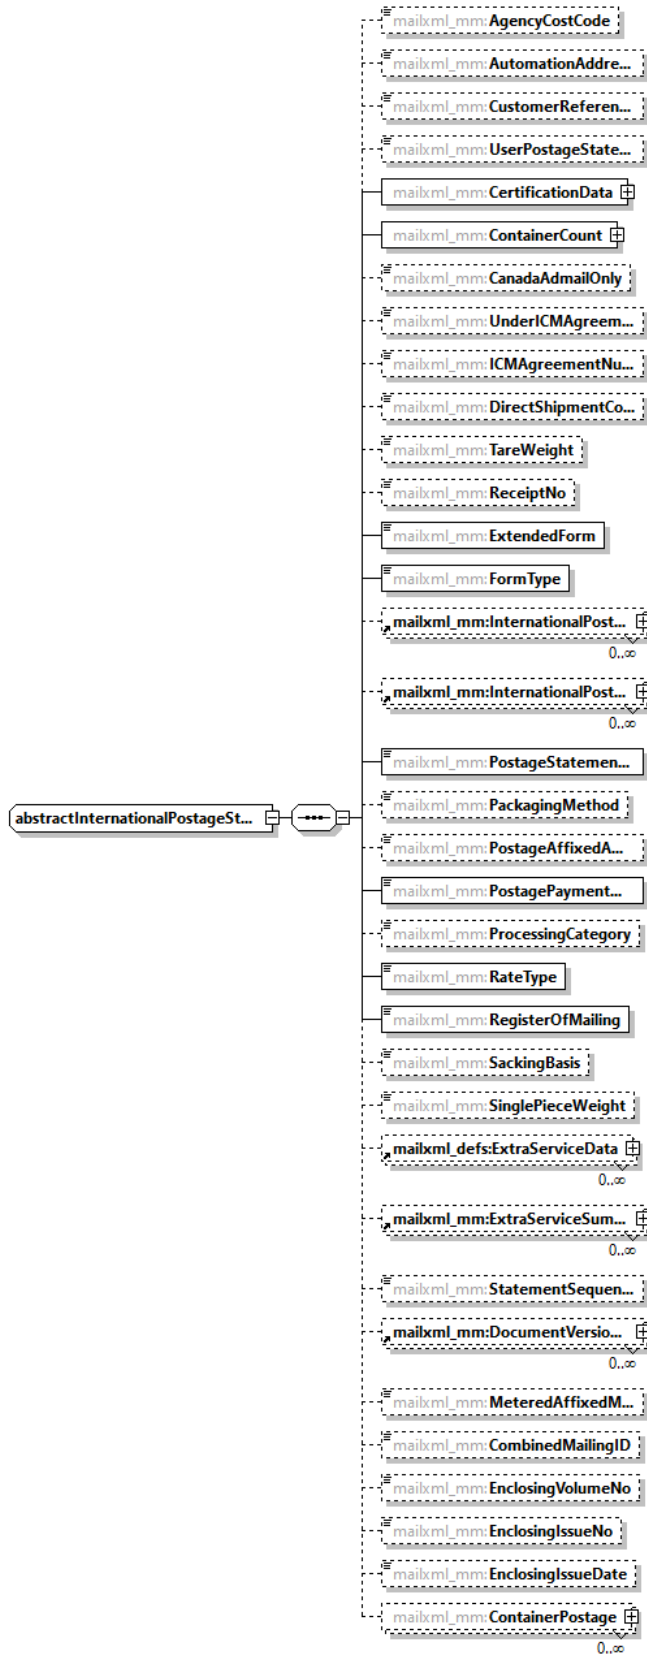 mailxml_mm:AgencyCostCode
mailxml_mm:AutomationAddre...
mailxml_mm:CustomerReferen...
mailxml_mm:UserPostageState...
mailxml_mm:CertificationData
mailxml_mm:ContainerCount
mailxml_mm:CanadaAdmailOnly
mailxml_mm:UnderICMAgreem...
mailxml_mm:ICMAgreementNu...
mailxml_mm:DirectShipmentCo...
mailxml_mm:TareWeight
mailxml_mm:ReceiptNo
mailxml_mm:ExtendedForm
mailxml_mm:FormType
mailxml_mm:InternationalPost...
0..∞
mailxml_mm:InternationalPost...
0..∞
mailxml_mm:PostageStatemen...
mailxml_mm:PackagingMethod
abstractInternationalPostageSt...
mailxml_mm:PostageAffixedA...
mailxml_mm:PostagePayment...
mailxml_mm:ProcessingCategory
mailxml_mm:RateType
mailxml_mm:RegisterOfMailing
mailxml_mm:SackingBasis
mailxml_mm:SinglePieceWeight
mailxml_defs:ExtraServiceData
0..∞
mailxml_mm:ExtraServiceSum...
0..∞
mailxml_mm:StatementSequen...
mailxml_mm:DocumentVersio...
0..∞
mailxml_mm:MeteredAffixedM...
mailxml_mm:CombinedMailingID
mailxml_mm:EnclosingVolumeNo
mailxml_mm:EnclosingIssueNo
mailxml_mm:EnclosingIssueDate
mailxml_mm:ContainerPostage
0..∞